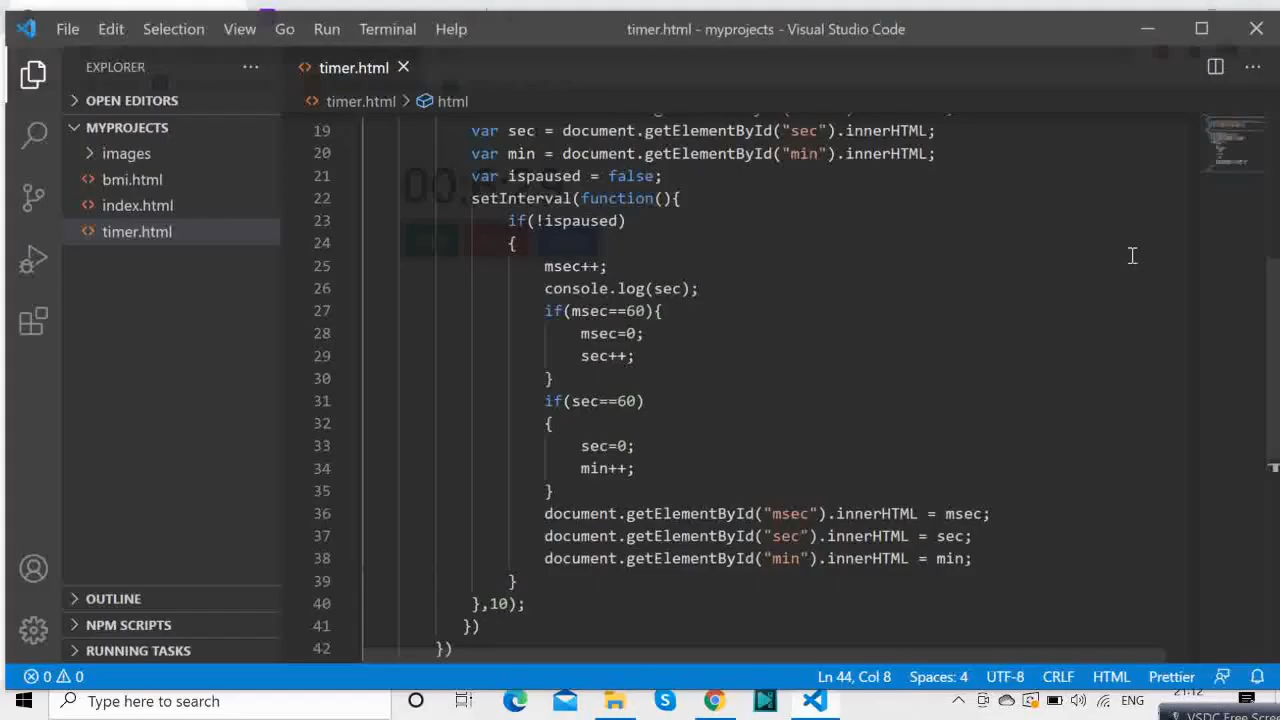 File Edit Selection View Go Run Terminal Help timer.html - myprojects - Visual Studio Code
EXPLORER
timer.html
OPEN EDITORS
timer.html > html
MYPROJECTS
images
bmi.html
index.html
timer.html
19 var sec = document.getElementById("sec").innerHTML;
20 var min = document.getElementById("min").innerHTML;
21 var ispaused = false;
22 setInterval(function(){
23 if(!ispaused)
24 {
25 msec++;
26 console.log(sec);
27 if(msec==60){
28 msec=0;
29 sec++;
30 }
31 if(sec==60)
32 {
33 sec=0;
34 min++;
35 }
36 document.getElementById("msec").innerHTML = msec;
37 document.getElementById("sec").innerHTML = sec;
38 document.getElementById("min").innerHTML = min;
39 }
40 },10);
41 })
42 })
OUTLINE
NPM SCRIPTS
RUNNING TASKS
0 0 Ln 44, Col 8 Spaces: 4 UTF-8 CRLF HTML Prettier
Type here to search
ENG
21:12
VSDC Free Scre